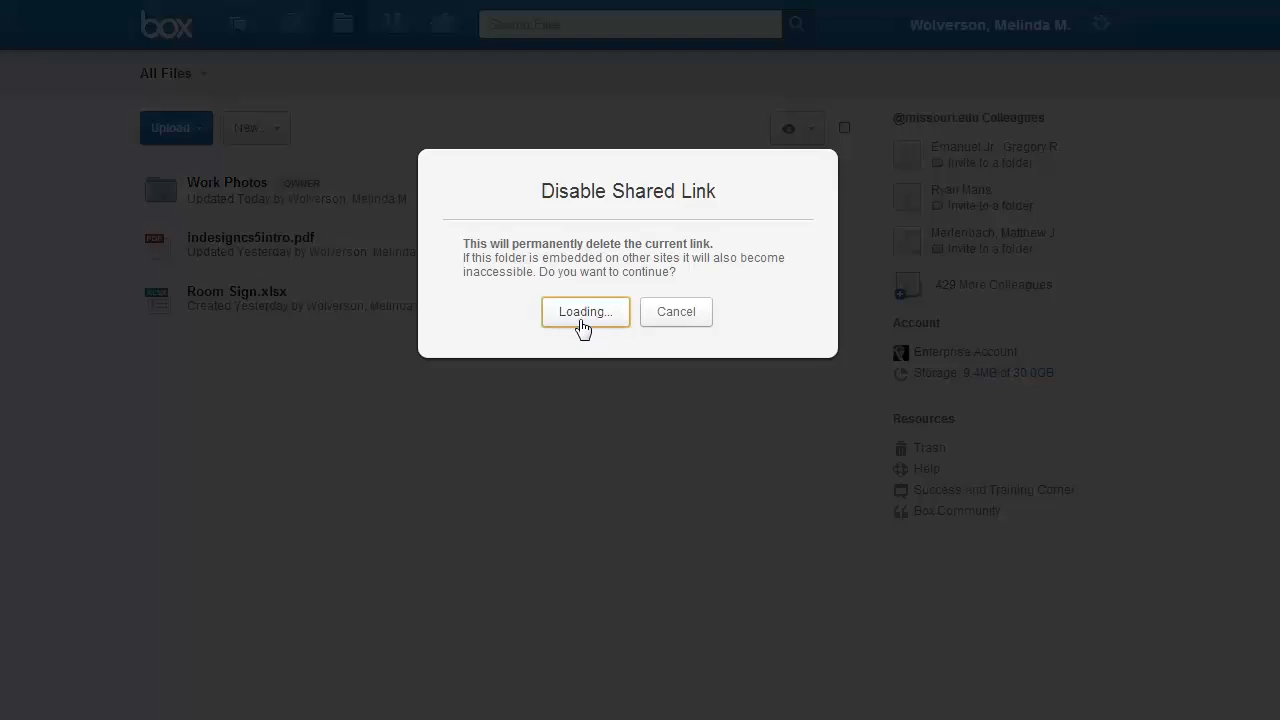 box
Search Files
Wolverson, Melinda M.
All Files
Upload
New...
@missouri.edu Colleagues
Emanuel Jr., Gregory R.
Invite to a folder
Work Photos OWNER
Updated Today by Wolverson, Melinda M
Ryan Maria
Invite to a folder
Indesigncs5intro.pdf
Updated Yesterday by Wolverson, Melinda
Merfenbach, Matthew J.
Invite to a folder
Room Sign.xlsx
Created Yesterday by Wolverson, Melinda
429 More Colleagues
Disable Shared Link
This will permanently delete the current link.
If this folder is embedded on other sites it will also become
inaccessible. Do you want to continue?
Loading...
Cancel
Account
Enterprise Account
Storage: 9.4MB of 30.0GB
Resources
Trash
Help
Success And Training Corner
Box Community